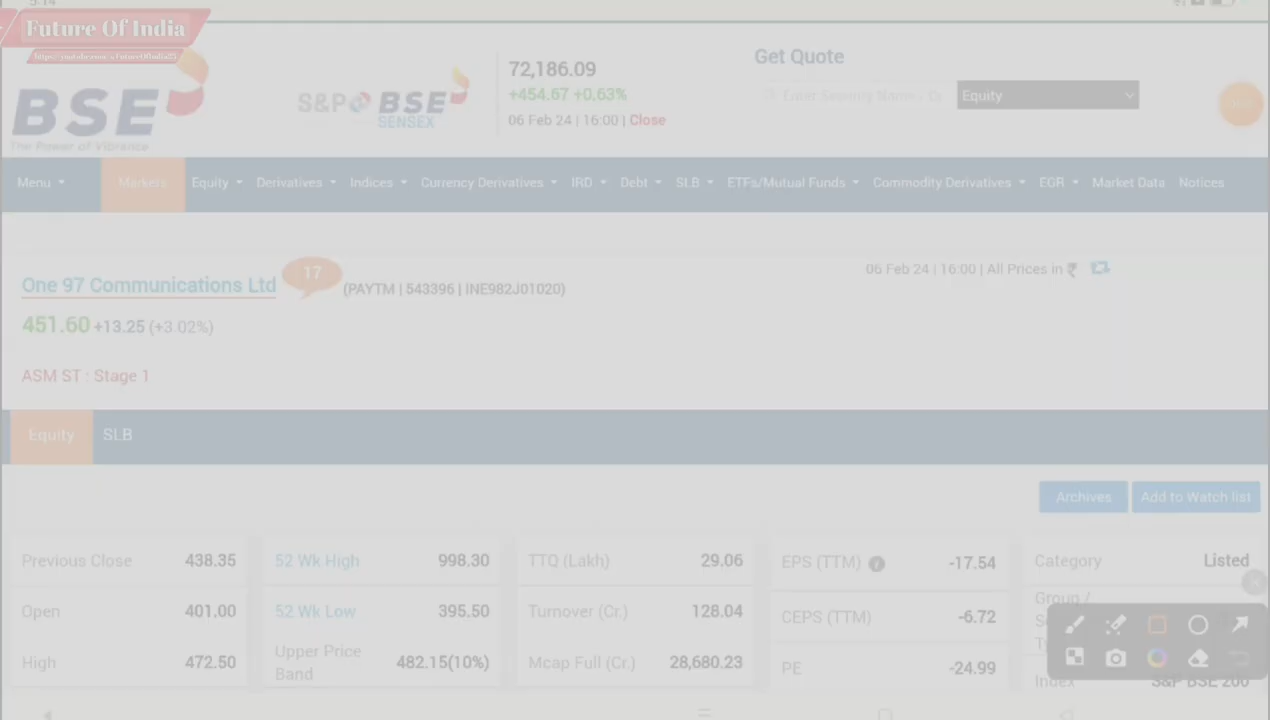 5:14
Future Of India
BSE
The Power of Vibrance
S&P BSE
SENSEX
72,186.09
+454.67 +0.63%
06 Feb 24 | 16:00 | Close
Get Quote
Enter Security Name
Equity
Menu Markets Equity Derivatives Indices Currency Derivatives IRD Debt SLB ETFs/Mutual Funds Commodity Derivatives EGR Market Data Notices
One 97 Communications Ltd
17
(PAYTM | 543396 | INE982J01020)
06 Feb 24 | 16:00 | All Prices in ₹
451.60 +13.25 (+3.02%)
ASM ST : Stage 1
Equity SLB
Archives Add to Watch list
Previous Close 438.35 52 Wk High 998.30 TTQ (Lakh) 29.06 EPS (TTM) -17.54 Category Listed
Open 401.00 52 Wk Low 395.50 Turnover (Cr.) 128.04 CEPS (TTM) -6.72 Group /
High 472.50 Upper Price Band 482.15(10%) Mcap Full (Cr.) 28,680.23 PE -24.99
Index S&P BSE 200